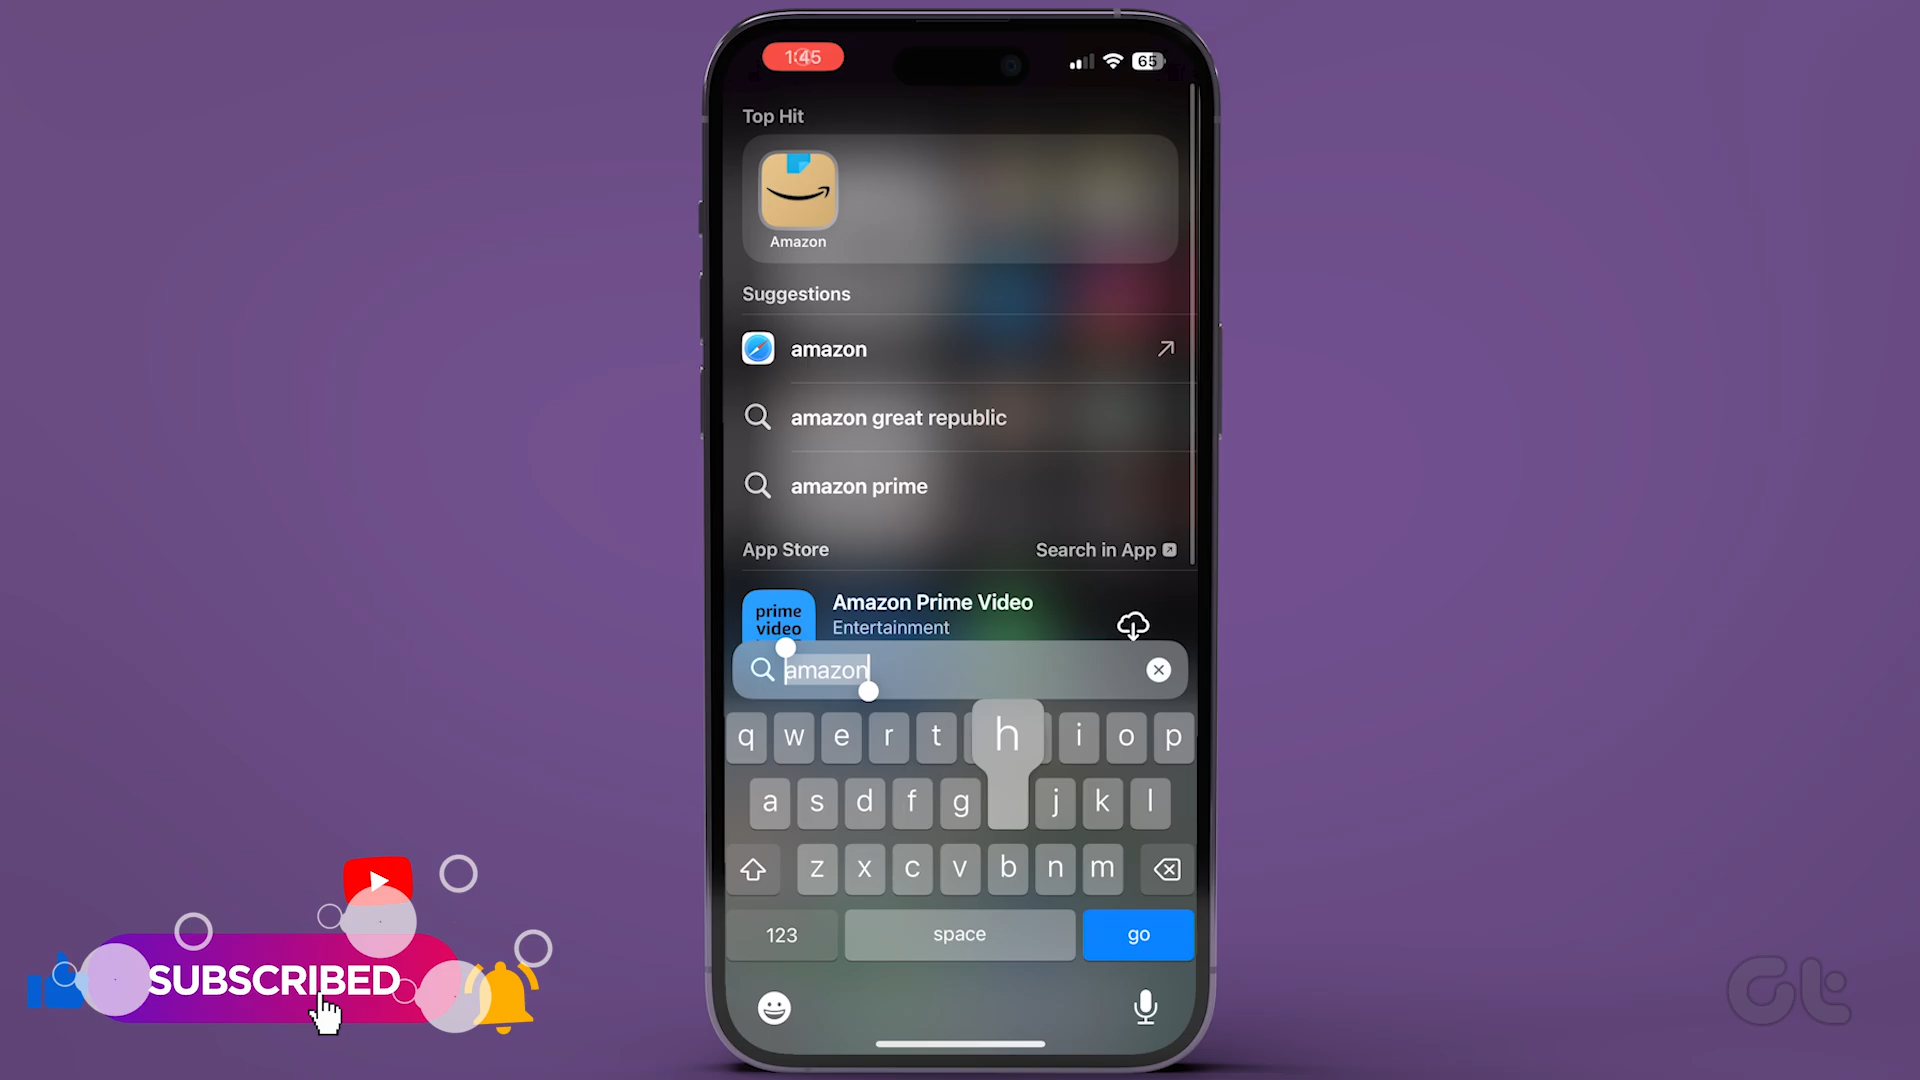 1:45
65
Top Hit
Amazon
Suggestions
amazon
amazon great republic
amazon prime
App Store
Search in App
prime
video
Amazon Prime Video
Entertainment
amazon
q w e r t h i o p
a s d f g j k l
z x c v b n m
123 space go
SUBSCRIBED
Gt